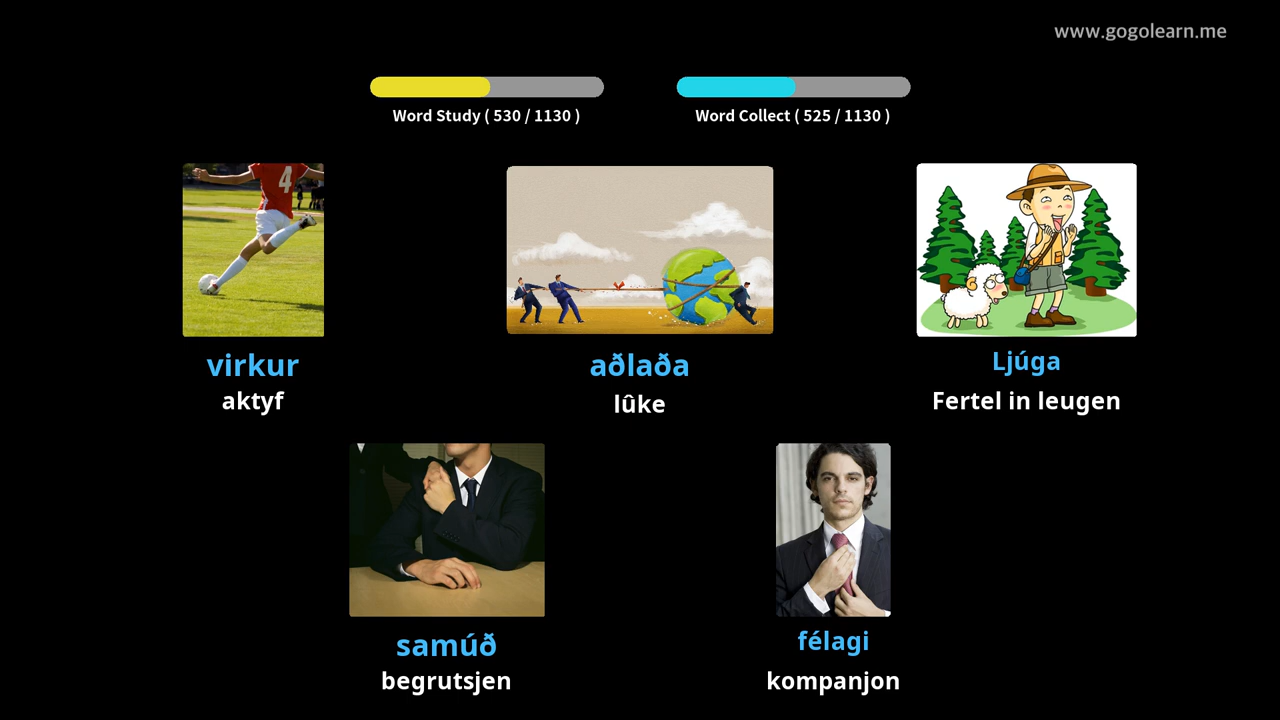 www.gogolearn.me
Word Study ( 530 / 1130 )
Word Collect ( 525 / 1130 )
4
virkur
aktyf
aðlaða
lûke
Ljúga
Fertel in leugen
samúð
begrutsjen
félagi
kompanjon